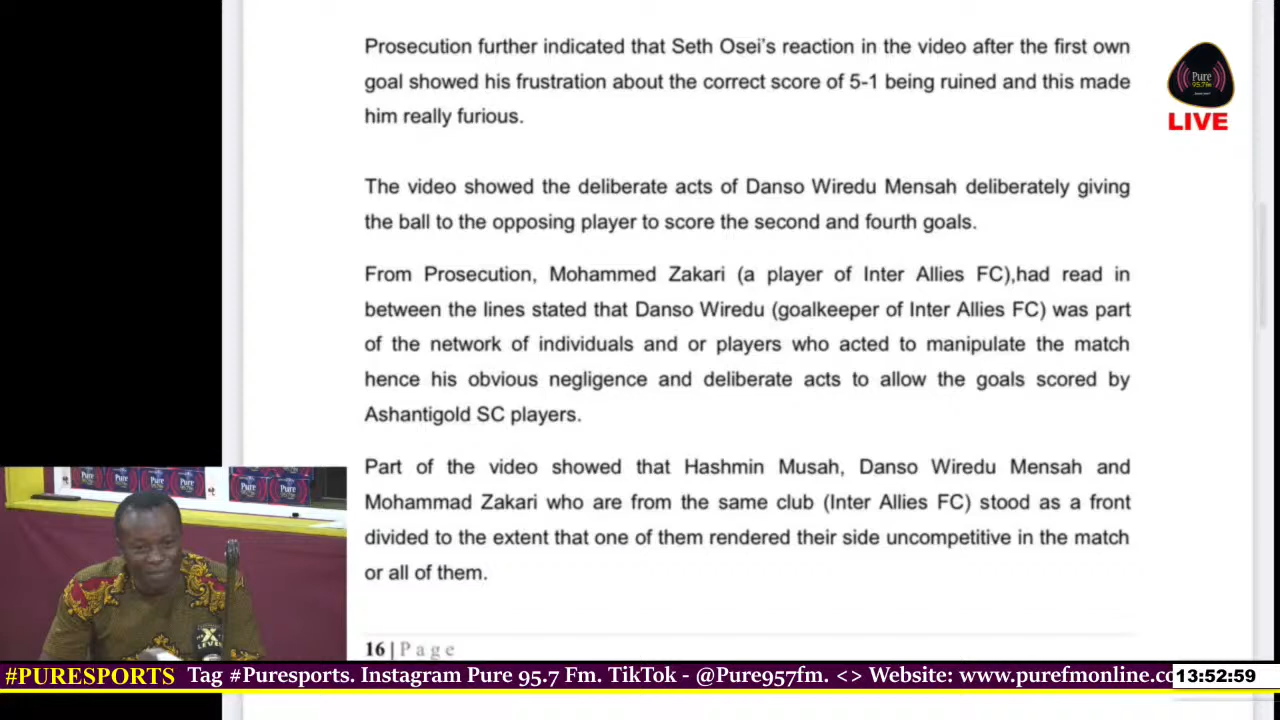 Prosecution further indicated that Seth Osei's reaction in the video after the first own
goal showed his frustration about the correct score of 5-1 being ruined and this made
him really furious.
The video showed the deliberate acts of Danso Wiredu Mensah deliberately giving
the ball to the opposing player to score the second and fourth goals.
From Prosecution, Mohammed Zakari (a player of Inter Allies FC),had read in
between the lines stated that Danso Wiredu (goalkeeper of Inter Allies FC) was part
of the network of individuals and or players who acted to manipulate the match
hence his obvious negligence and deliberate acts to allow the goals scored by
Ashantigold SC players.
Part of the video showed that Hashmin Musah, Danso Wiredu Mensah and
Mohammad Zakari who are from the same club (Inter Allies FC) stood as a front
divided to the extent that one of them rendered their side uncompetitive in the match
or all of them.
16 | Page
Pure
95.7fm
LIVE
Pure
Pure
Pure
Pure
Pure
Pure
X
LEVEL
#PURESPORTS Tag #Puresports. Instagram Pure 95.7 Fm. TikTok - @Pure957fm. <> Website: www.purefmonline.co
13:52:59